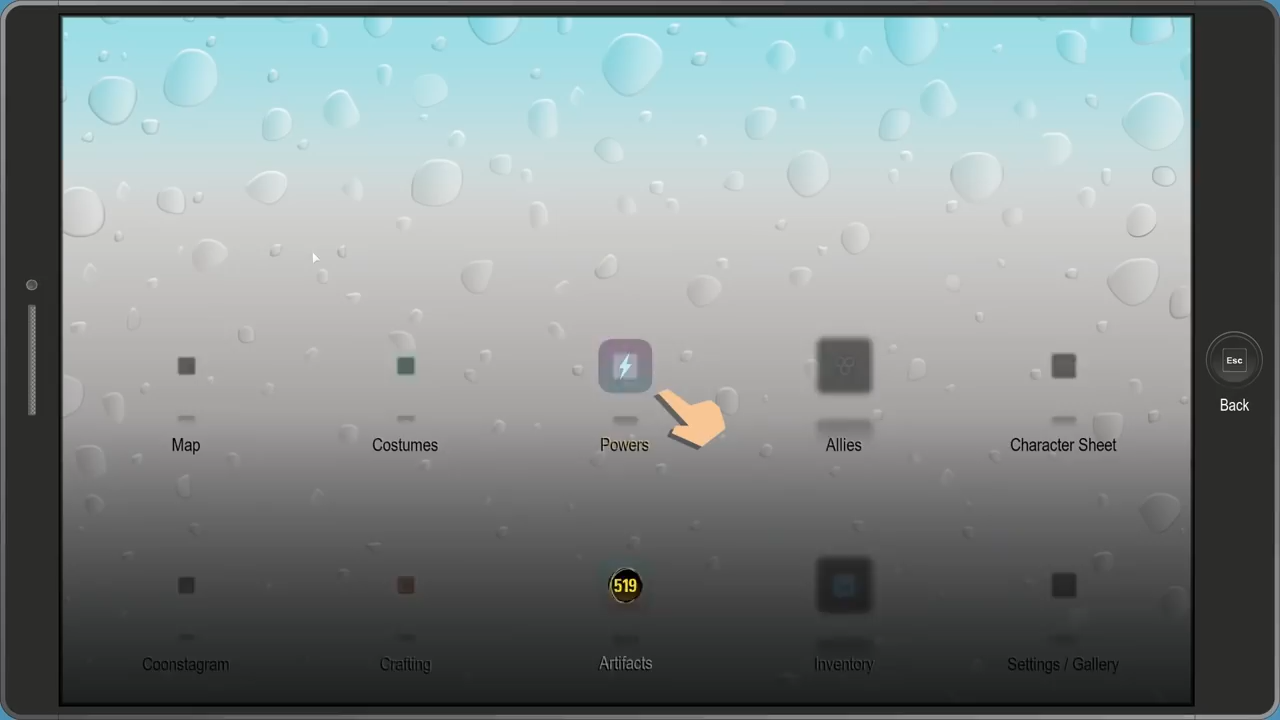 Esc
Back
Map
Costumes
Powers
Allies
Character Sheet
519
Coonstagram
Crafting
Artifacts
Inventory
Settings / Gallery